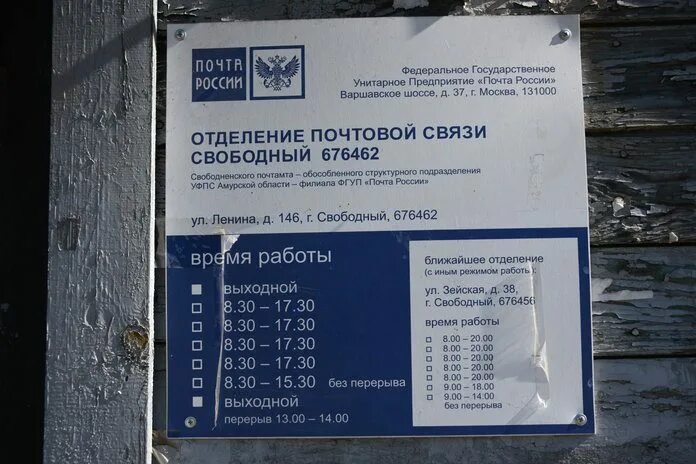 ПОЧТА
РОССИИ
Федеральное Государственное
Унитарное Предприятие «Почта России»
Варшавское шоссе, д. 37, г. Москва, 131000
ОТДЕЛЕНИЕ ПОЧТОВОЙ СВЯЗИ
СВОБОДНЫЙ 676462
Свободненского почтамта – обособленного структурного подразделения
УФПС Амурской области – филиала ФГУП «Почта России»
ул. Ленина, д. 146, г. Свободный, 676462
время работы
выходной
8.30 – 17.30
8.30 – 17.30
8.30 – 17.30
8.30 – 17.30
8.30 – 15.30 без перерыва
выходной
перерыв 13.00 – 14.00
ближайшее отделение
(с иным режимом работы):
ул. Зейская, д. 38,
г. Свободный, 676456
время работы
8.00 – 20.00
8.00 – 20.00
8.00 – 20.00
8.00 – 20.00
8.00 – 20.00
9.00 – 18.00
9.00 – 14.00
без перерыва